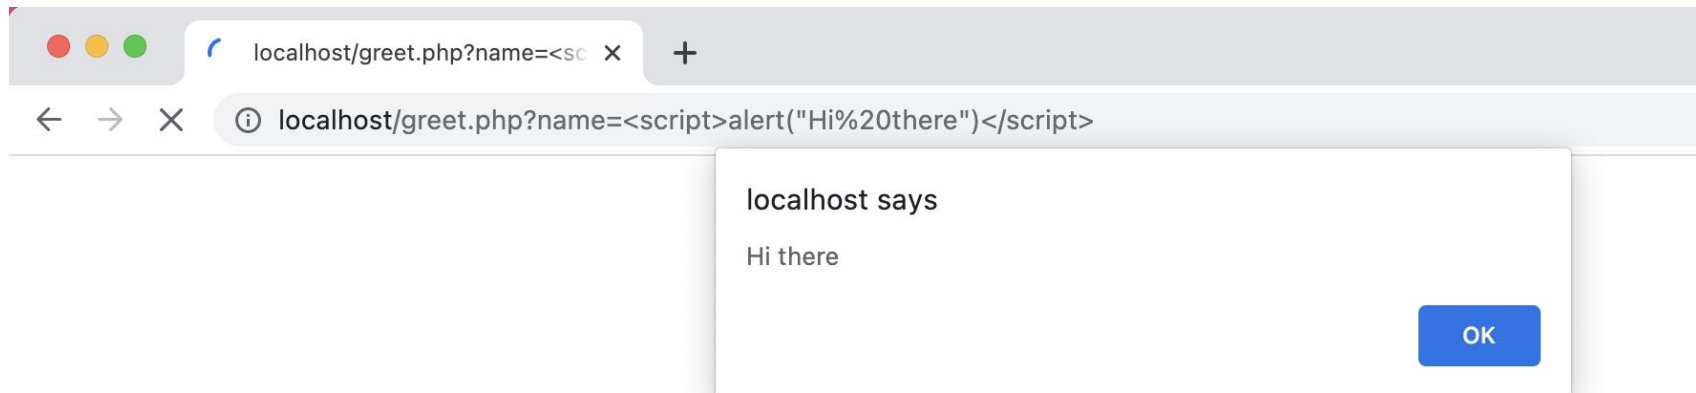 localhost/greet.php?name=<sc
localhost/greet.php?name=<script>alert("Hi%20there")</script>
localhost says
Hi there
OK